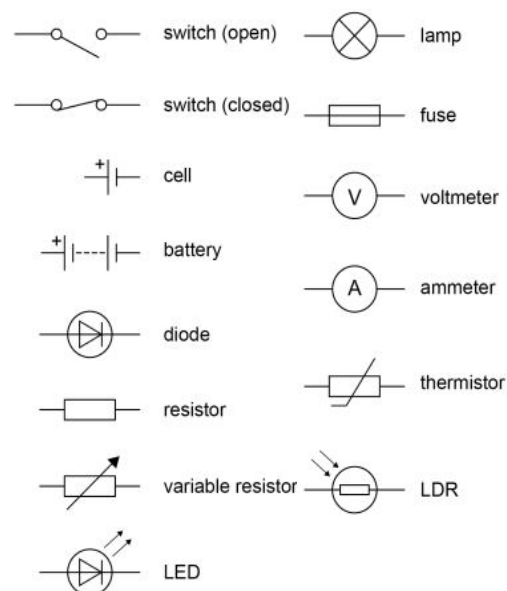 switch (open)
switch (closed)
+
cell
+
battery
diode
resistor
variable resistor
LED
lamp
fuse
V
voltmeter
A
ammeter
thermistor
LDR